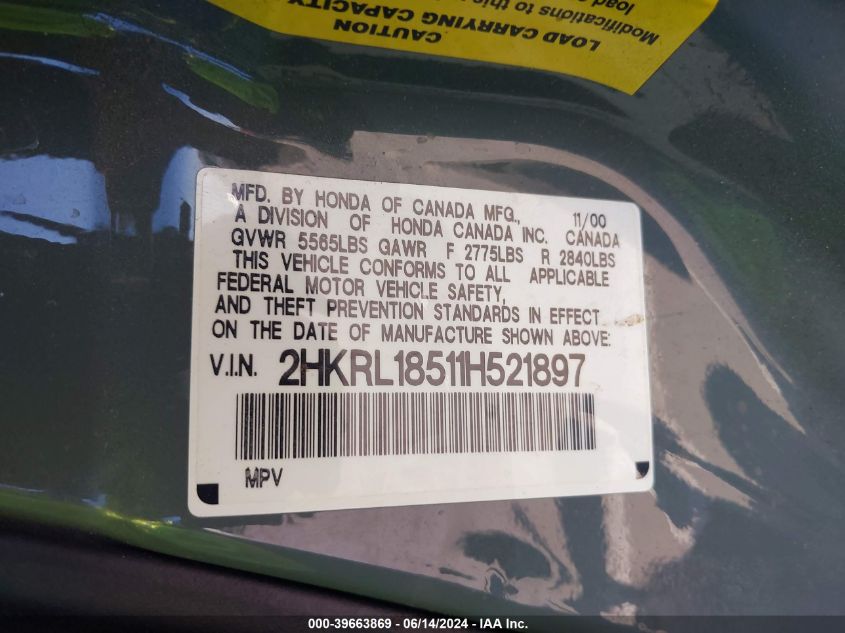 CAUTION
LOAD CARRYING CAPACITY
Modifications to this
load
MFD. BY HONDA OF CANADA MFG., 11/00
A DIVISION OF HONDA CANADA INC. CANADA
GVWR 5565LBS GAWR F 2775LBS R 2840LBS
THIS VEHICLE CONFORMS TO ALL APPLICABLE
FEDERAL MOTOR VEHICLE SAFETY,
AND THEFT PREVENTION STANDARDS IN EFFECT
ON THE DATE OF MANUFACTURE SHOWN ABOVE:
V.I.N. 2HKRL18511H521897
MPV
000-39663869 - 06/14/2024 - IAA Inc.